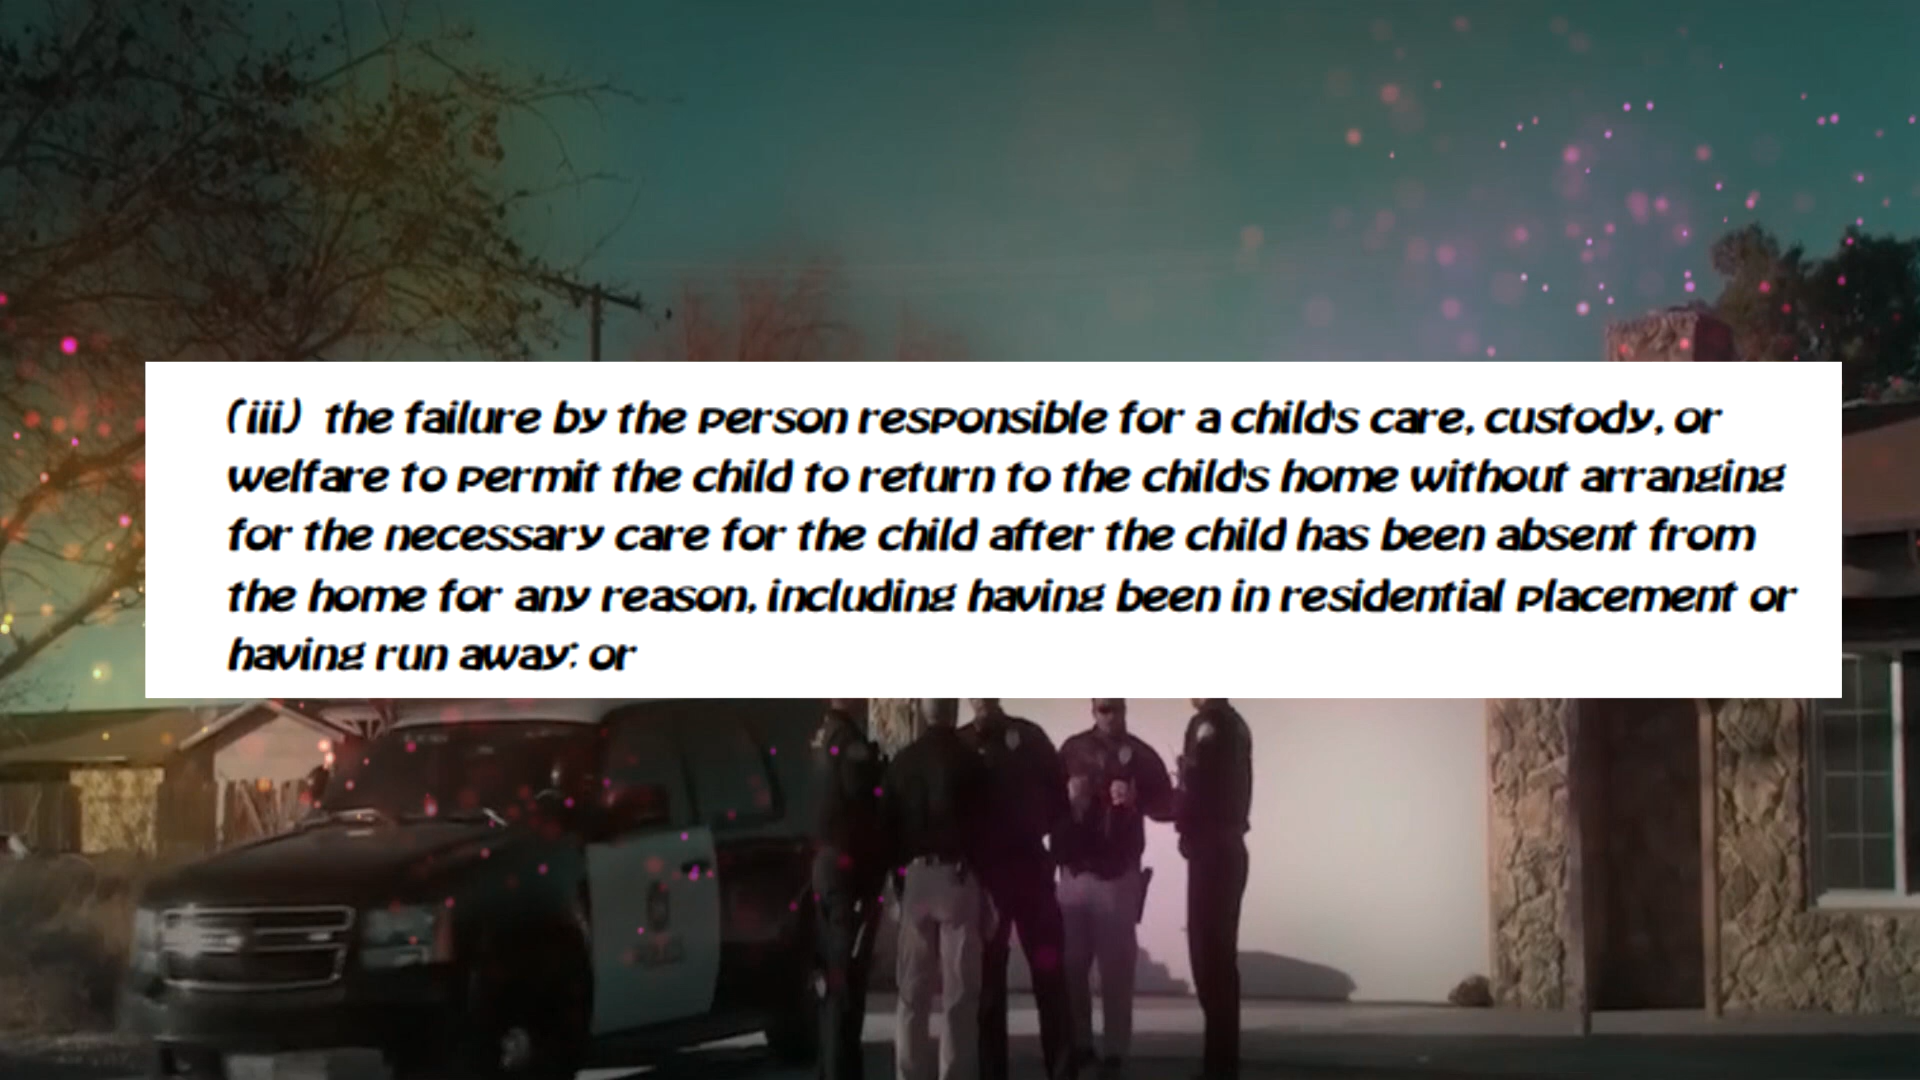 (iii) the failure by the person responsible for a child's care, custody, or
welfare to permit the child to return to the child's home without arranging
for the necessary care for the child after the child has been absent from
the home for any reason, including having been in residential placement or
having run away; or